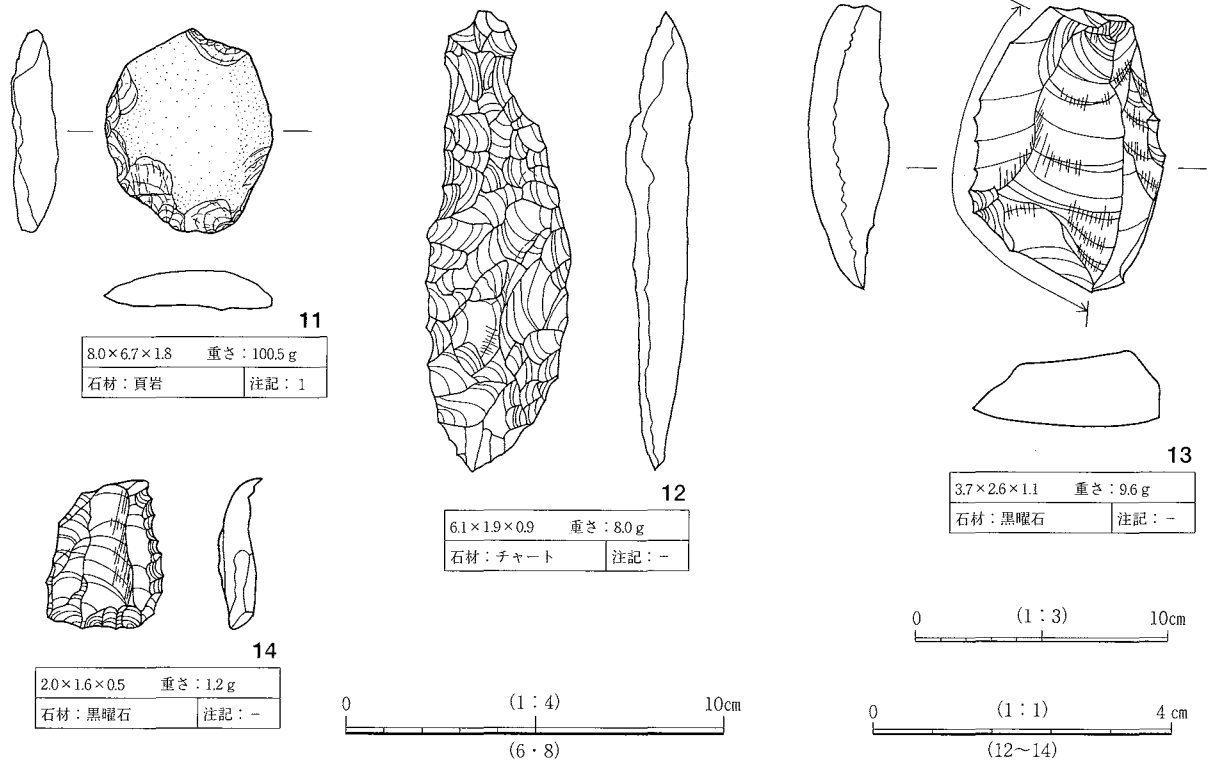 11
8.0×6.7×1.8 重さ：100.5 g
石材：頁岩 注記：1
12
6.1×1.9×0.9 重さ：8.0 g
石材：チャート 注記：−
13
3.7×2.6×1.1 重さ：9.6 g
石材：黒曜石 注記：−
14
2.0×1.6×0.5 重さ：1.2 g
石材：黒曜石 注記：−
0 (1：3) 10cm
0 (1：4) 10cm
(6・8)
0 (1：1) 4 cm
(12～14)